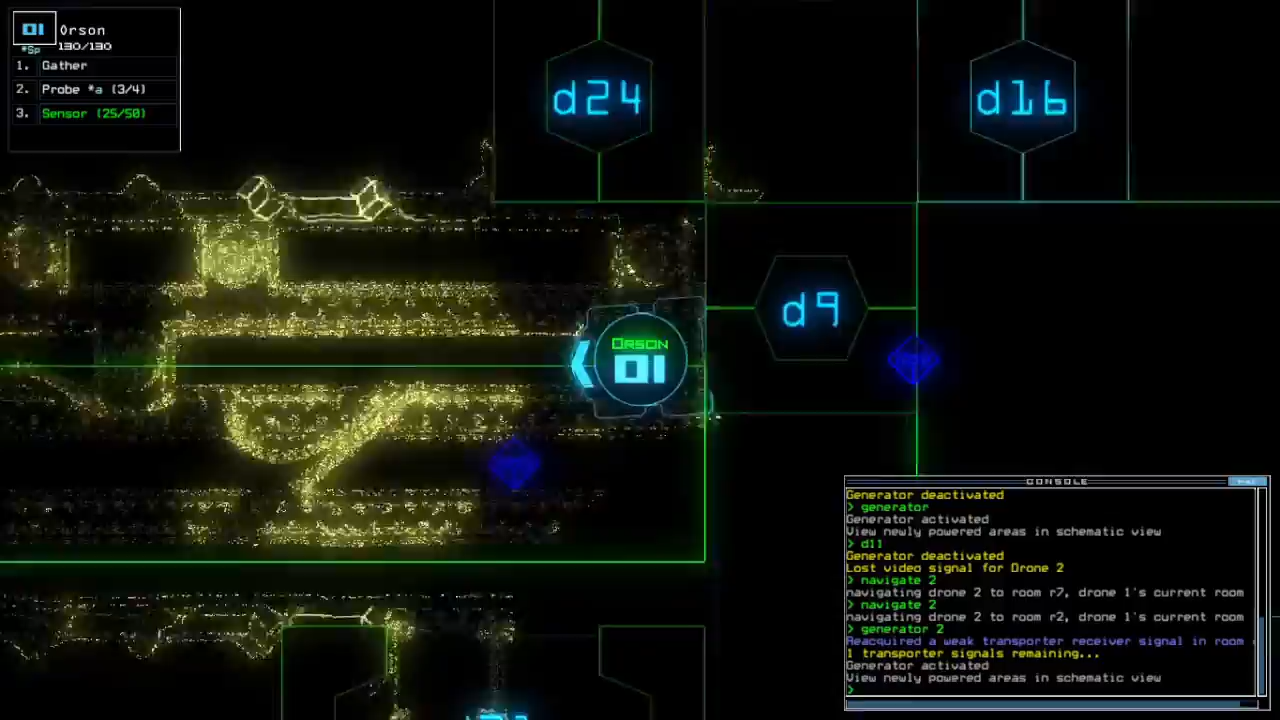 01 Orson
*Sp 130/130
1. Gather
2. Probe *a (3/4)
3. Sensor (25/50)
d24
d16
d9
Orson
01
CONSOLE
Generator deactivated
> generator
Generator activated
View newly powered areas in schematic view
> d11
Generator deactivated
Lost video signal for Drone 2
> navigate 2
navigating drone 2 to room r7, drone 1's current room
> navigate 2
navigating drone 2 to room r2, drone 1's current room
> generator 2
Reacquired a weak transporter receiver signal in room
1 transporter signals remaining...
Generator activated
View newly powered areas in schematic view
>